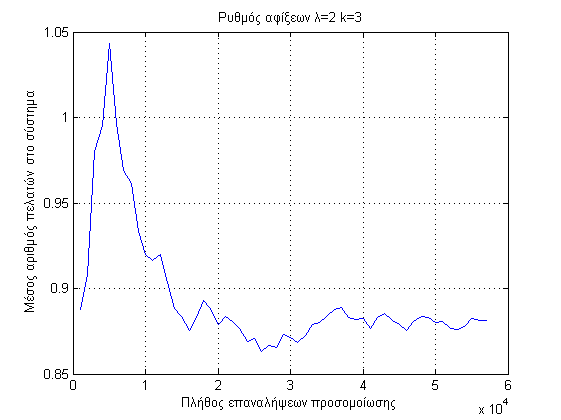 Ρυθμός αφίξεων λ=2 k=3
Μέσος αριθμός πελατών στο σύστημα
1.05
1
0.95
0.9
0.85
0 1 2 3 4 5 6
x 10^4
Πλήθος επαναλήψεων προσομοίωσης